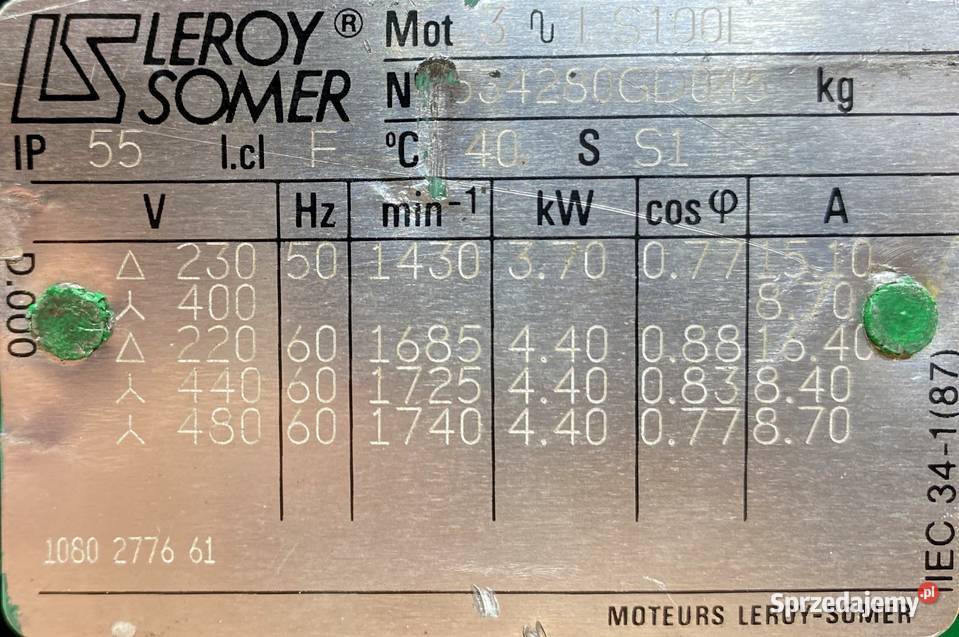 LEROY® SOMER
Mot 3 ∿ LS100L
N° 534280GD0 kg
IP 55 I.cl F °C 40 S S1
V Hz min-1 kW cos φ A
△ 230 50 1430 3.70 0.77 15.10
⅄ 400 8.70
△ 220 60 1685 4.40 0.88 16.40
⅄ 440 60 1725 4.40 0.83 8.40
⅄ 480 60 1740 4.40 0.77 8.70
D.000
IEC 34-1(87)
1080 2776 61
MOTEURS LEROY-SOMER
Sprzedajemy.pl